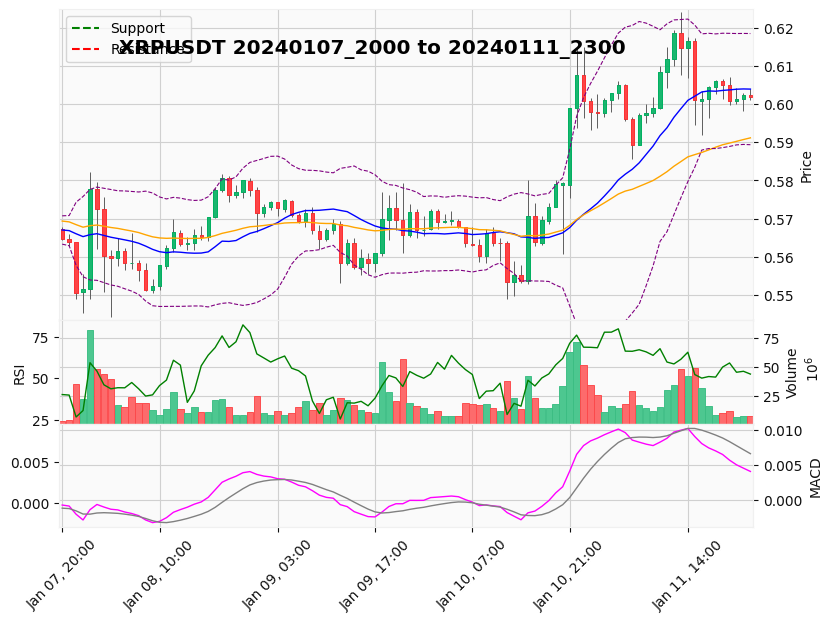 Support
Resistance
XRPUSDT 20240107_2000 to 20240111_2300
0.62
0.61
0.60
0.59
0.58
0.57
0.56
0.55
Price
75
50
25
RSI
75
50
25
Volume
10^6
0.005
0.000
0.010
0.005
0.000
MACD
Jan 07, 20:00
Jan 08, 10:00
Jan 09, 03:00
Jan 09, 17:00
Jan 10, 07:00
Jan 10, 21:00
Jan 11, 14:00